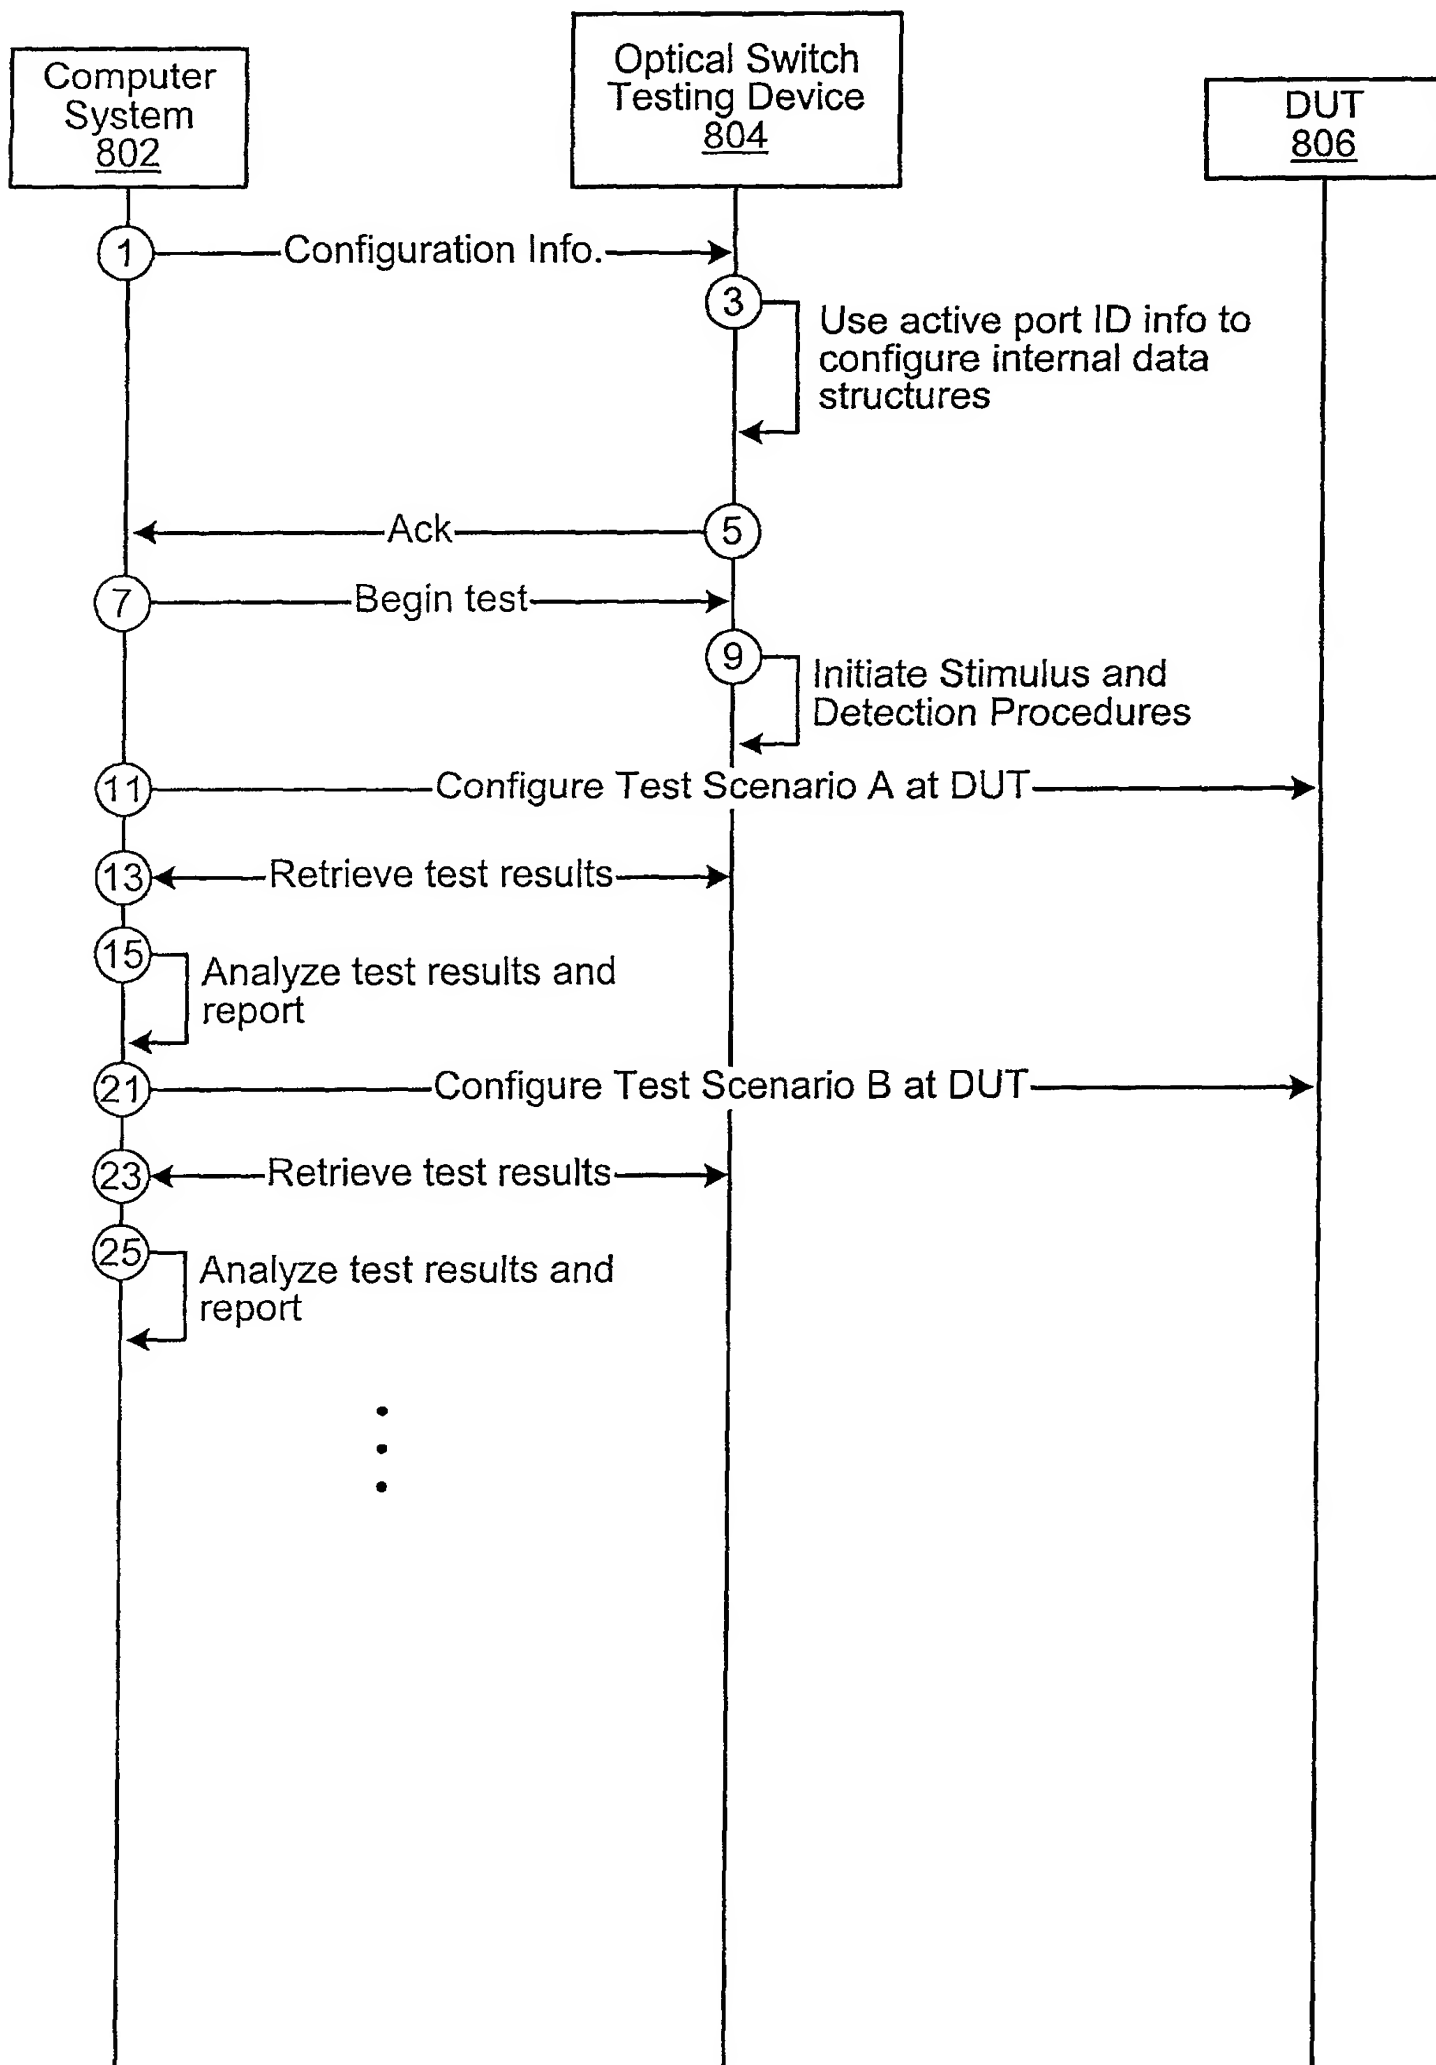 Computer
System
802
Optical Switch
Testing Device
804
DUT
806
1
Configuration Info.
3
Use active port ID info to
configure internal data
structures
Ack
5
7
Begin test
9
Initiate Stimulus and
Detection Procedures
11
Configure Test Scenario A at DUT
13
Retrieve test results
15
Analyze test results and
report
21
Configure Test Scenario B at DUT
23
Retrieve test results
25
Analyze test results and
report